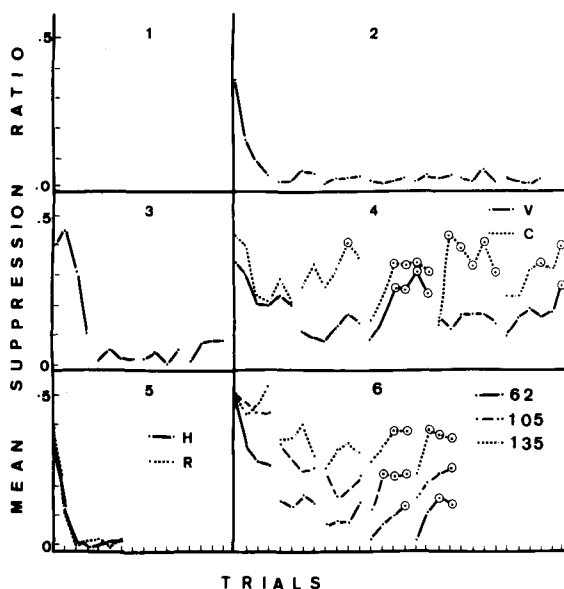 MEAN SUPPRESSION RATIO
1
2
.5
.0
3
4
V
C
.5
.0
5
6
H
R
62
105
135
.5
.0
TRIALS